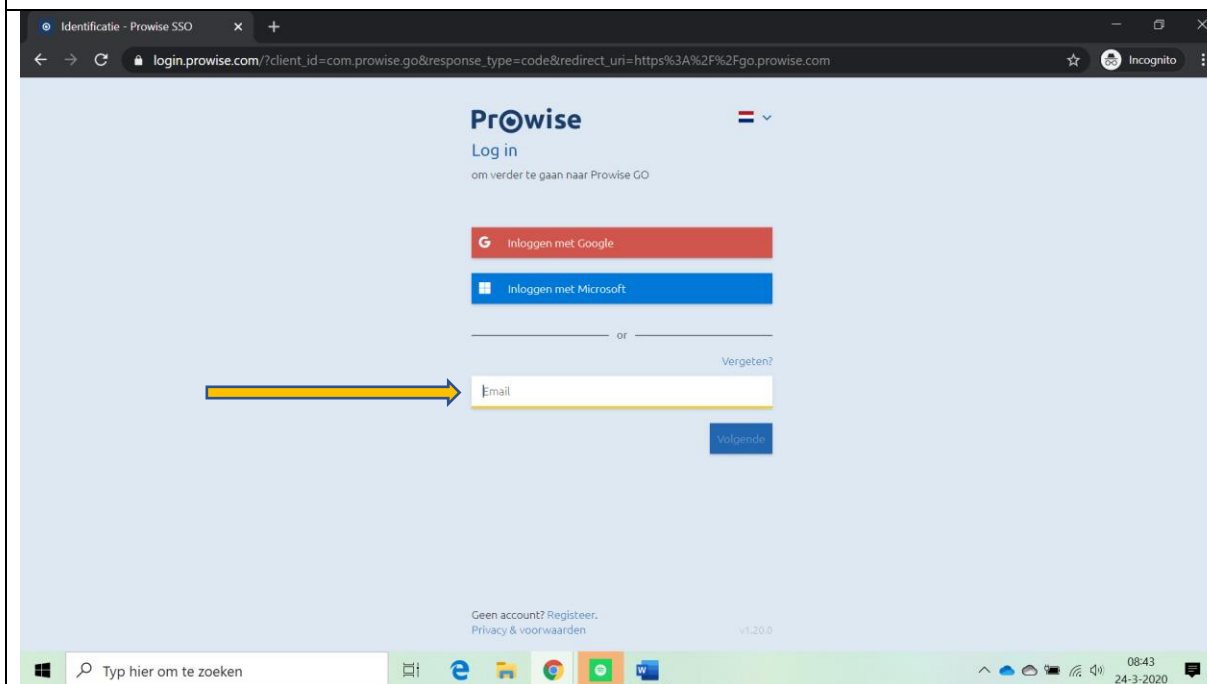 Identificatie - Prowise SSO
login.prowise.com/?client_id=com.prowise.go&response_type=code&redirect_uri=https%3A%2F%2Fgo.prowise.com
Incognito
Prowise
Log in
om verder te gaan naar Prowise GO
G Inloggen met Google
Inloggen met Microsoft
or
Vergeten?
Email
Volgende
Geen account? Registeer.
Privacy & voorwaarden
v1.20.0
Typ hier om te zoeken
08:43
24-3-2020